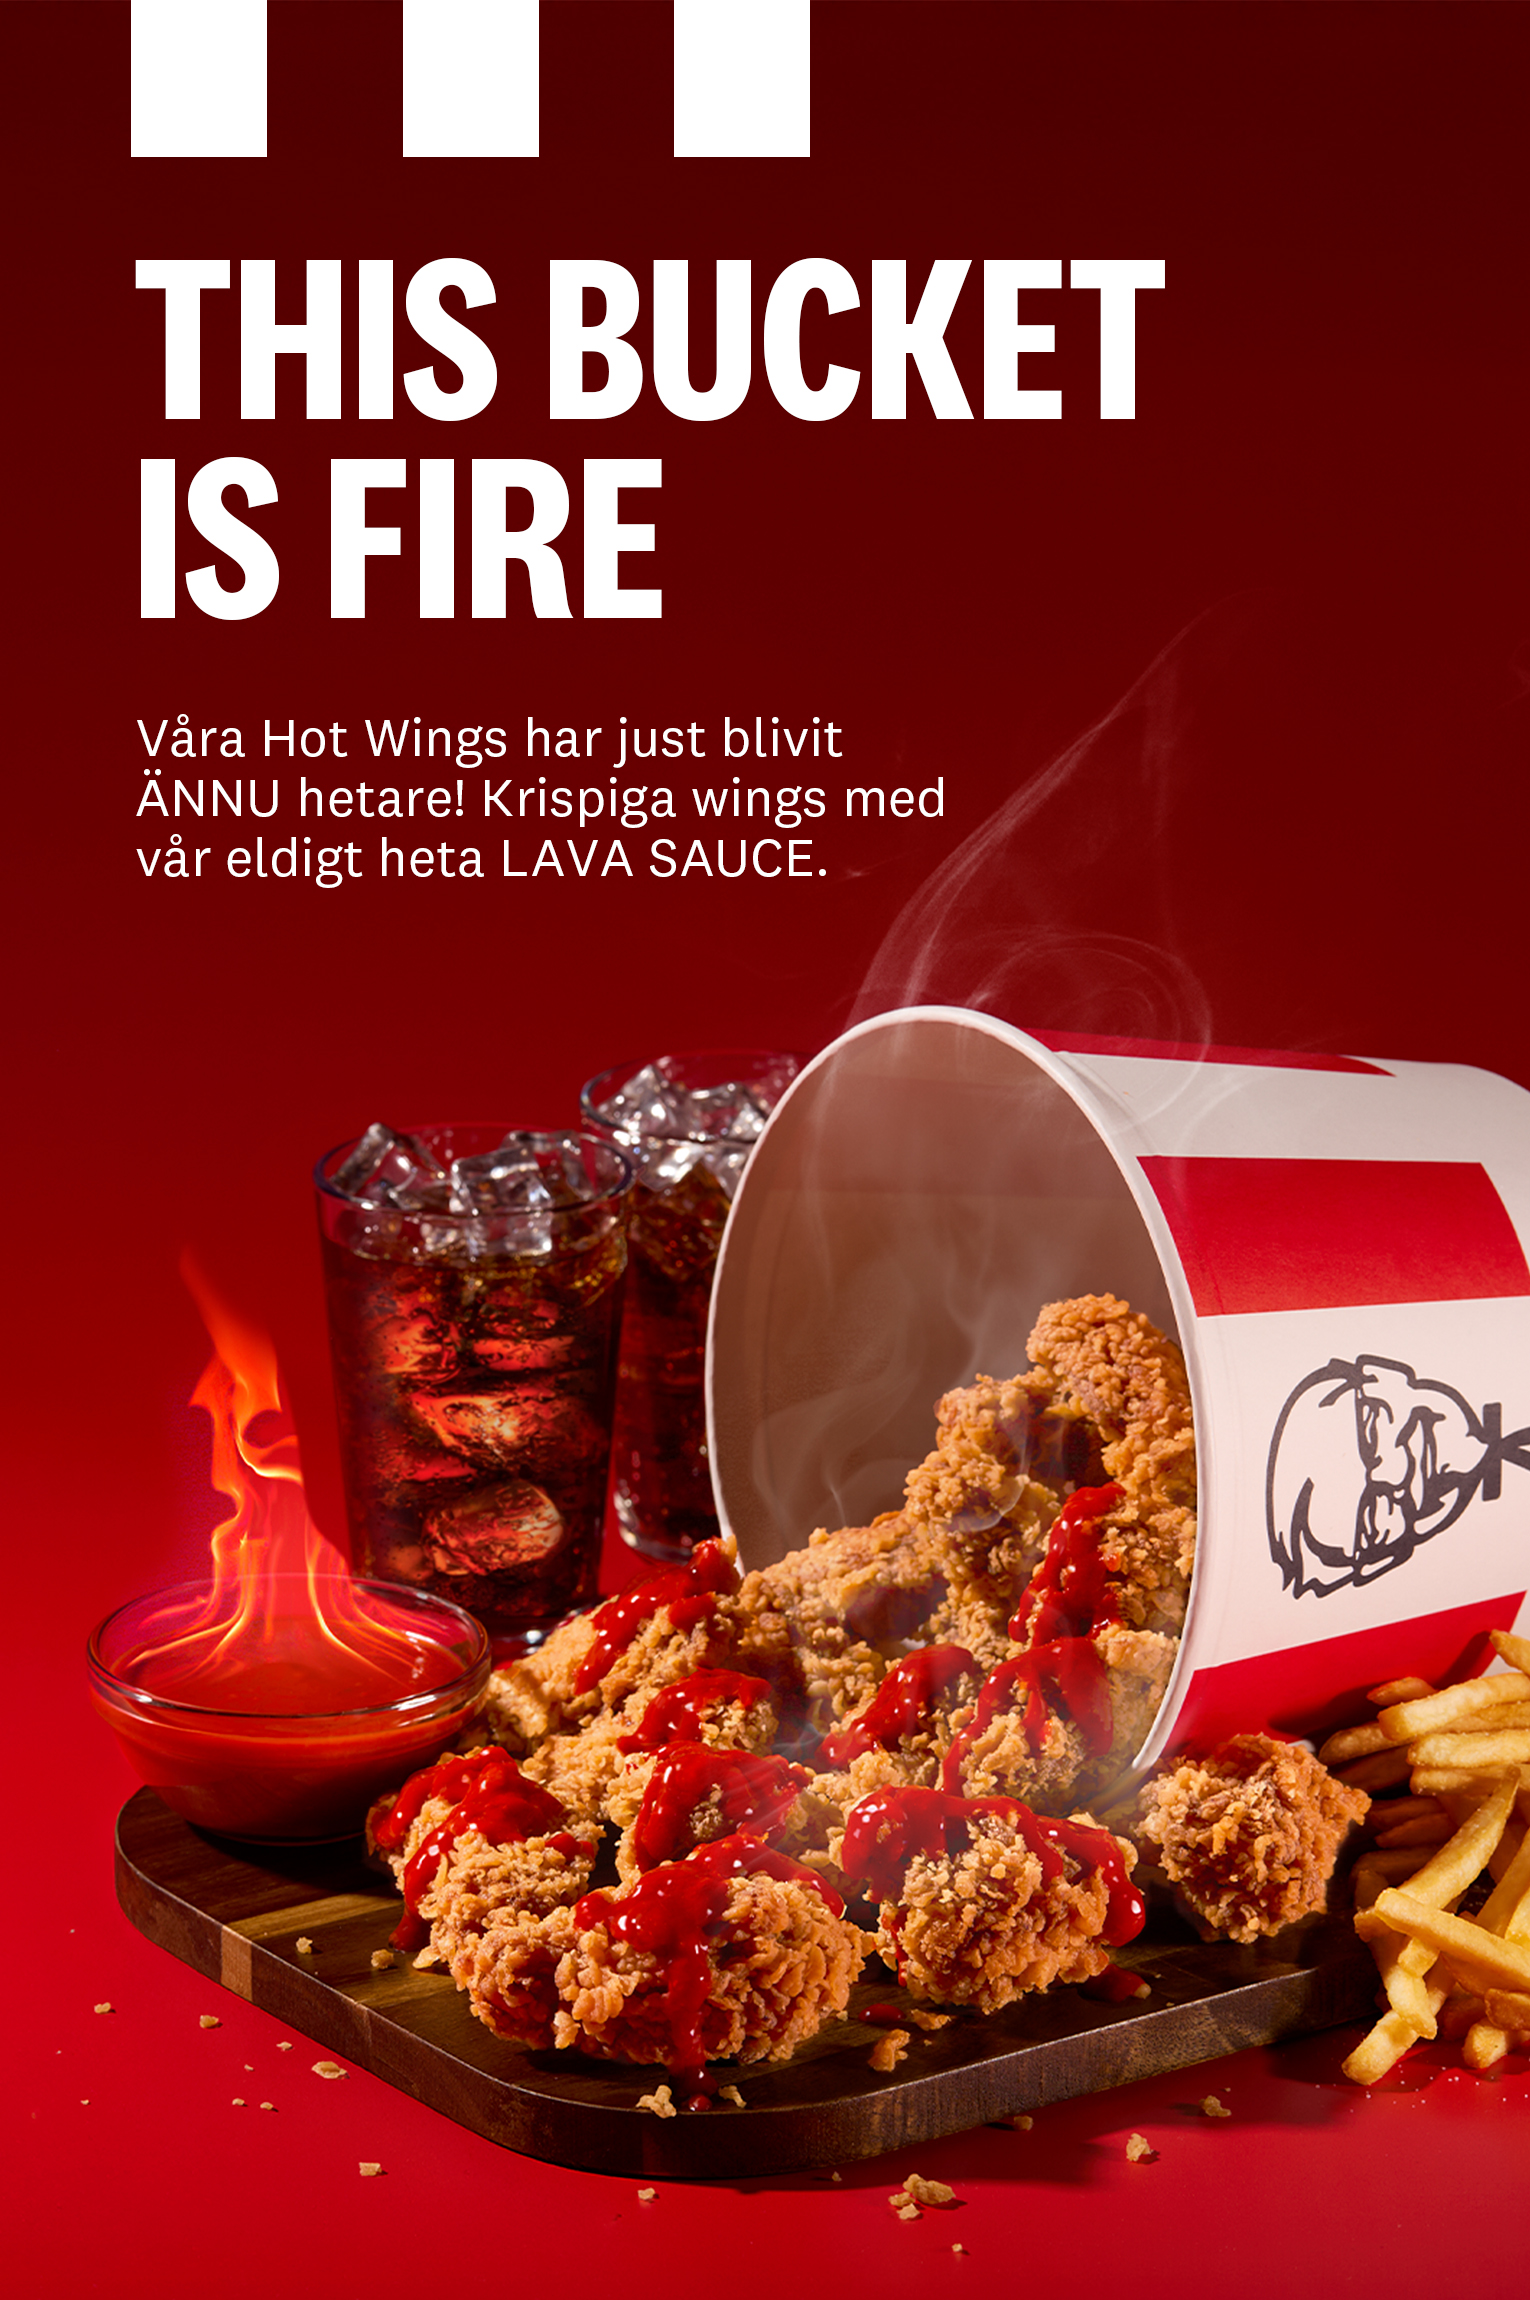 THIS BUCKET
IS FIRE
Våra Hot Wings har just blivit
ÄNNU hetare! Krispiga wings med
vår eldigt heta LAVA SAUCE.